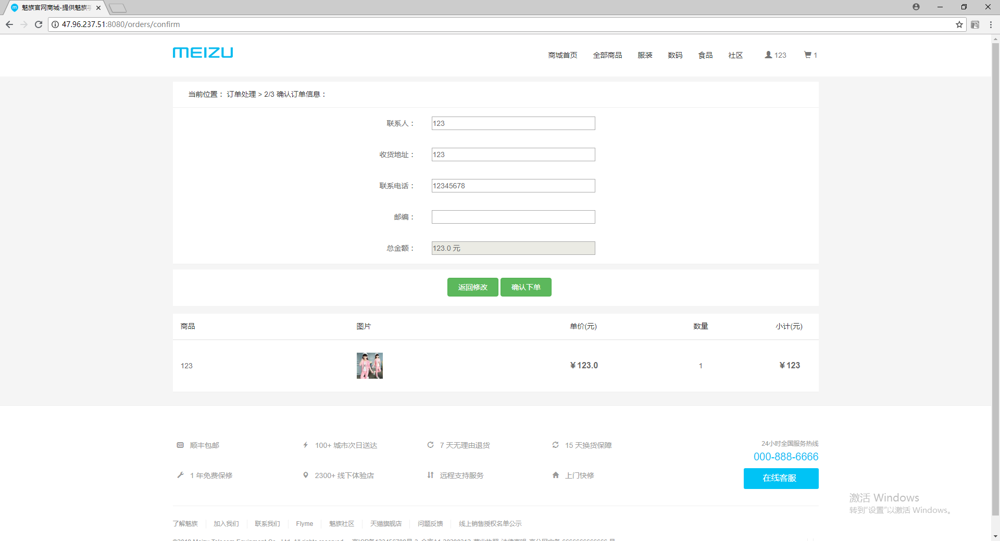 魅族官网商城-提供魅族手
47.96.237.51:8080/orders/confirm
MEIZU
商城首页 全部商品 服装 数码 食品 社区 123 1
当前位置： 订单处理 > 2/3 确认订单信息：
联系人： 123
收货地址： 123
联系电话： 12345678
邮编：
总金额： 123.0 元
返回修改 确认下单
商品 图片 单价(元) 数量 小计(元)
123 ￥123.0 1 ￥123
顺丰包邮 100+ 城市次日送达 7 天无理由退货 15 天换货保障
24小时全国服务热线
000-888-6666
1 年免费保修 2300+ 线下体验店 远程支持服务 上门快修
在线客服
激活 Windows
转到“设置”以激活 Windows。
了解魅族 加入我们 联系我们 Flyme 魅族社区 天猫旗舰店 问题反馈 线上销售授权名单公示